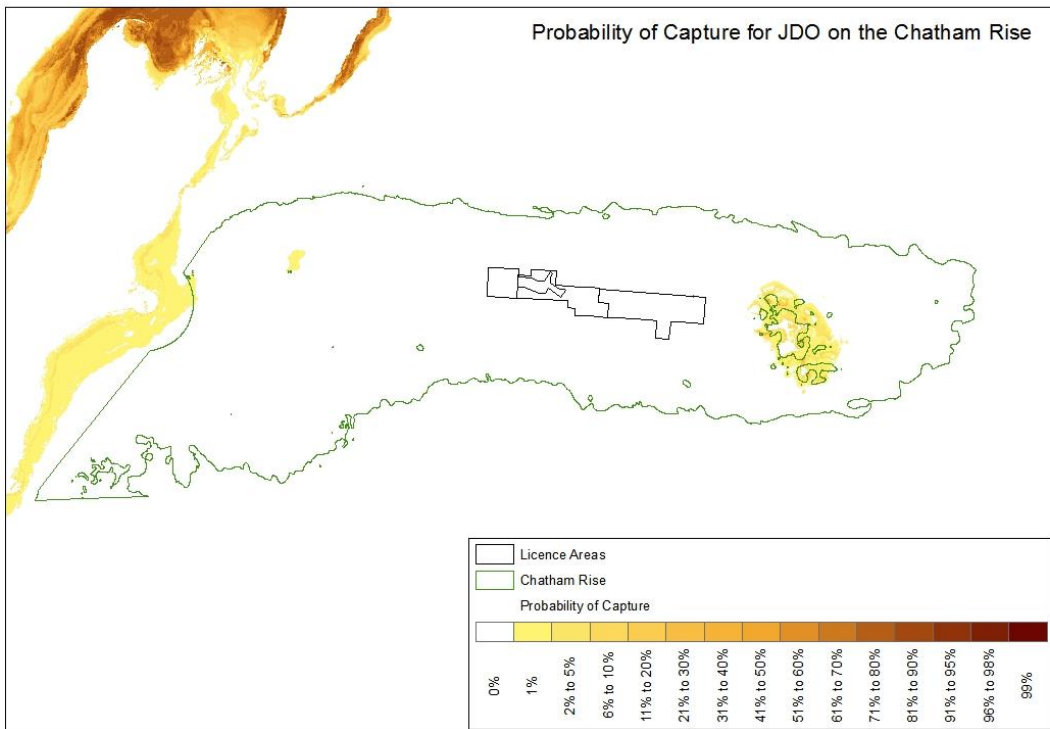 Probability of Capture for JDO on the Chatham Rise
Licence Areas
Chatham Rise
Probability of Capture
0%
1%
2% to 5%
6% to 10%
11% to 20%
21% to 30%
31% to 40%
41% to 50%
51% to 60%
61% to 70%
71% to 80%
81% to 90%
91% to 95%
96% to 98%
99%